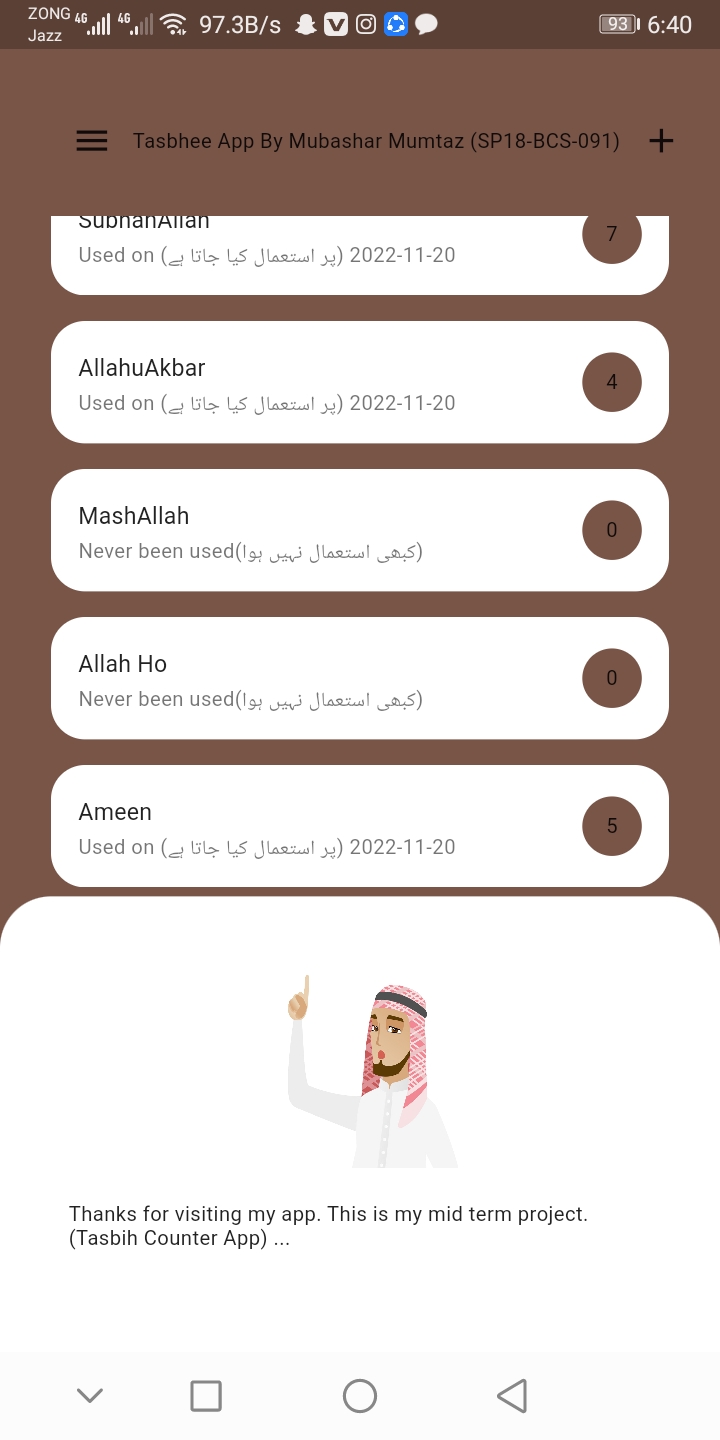 ZONG 4G 4G 97.3B/s 93 6:40
Jazz
Tasbhee App By Mubashar Mumtaz (SP18-BCS-091)
SubhanAllah 7
Used on (پر استعمال کیا جاتا ہے) 2022-11-20
AllahuAkbar 4
Used on (پر استعمال کیا جاتا ہے) 2022-11-20
MashAllah 0
Never been used(کبھی استعمال نہیں ہوا)
Allah Ho 0
Never been used(کبھی استعمال نہیں ہوا)
Ameen 5
Used on (پر استعمال کیا جاتا ہے) 2022-11-20
Thanks for visiting my app. This is my mid term project.
(Tasbih Counter App) ...